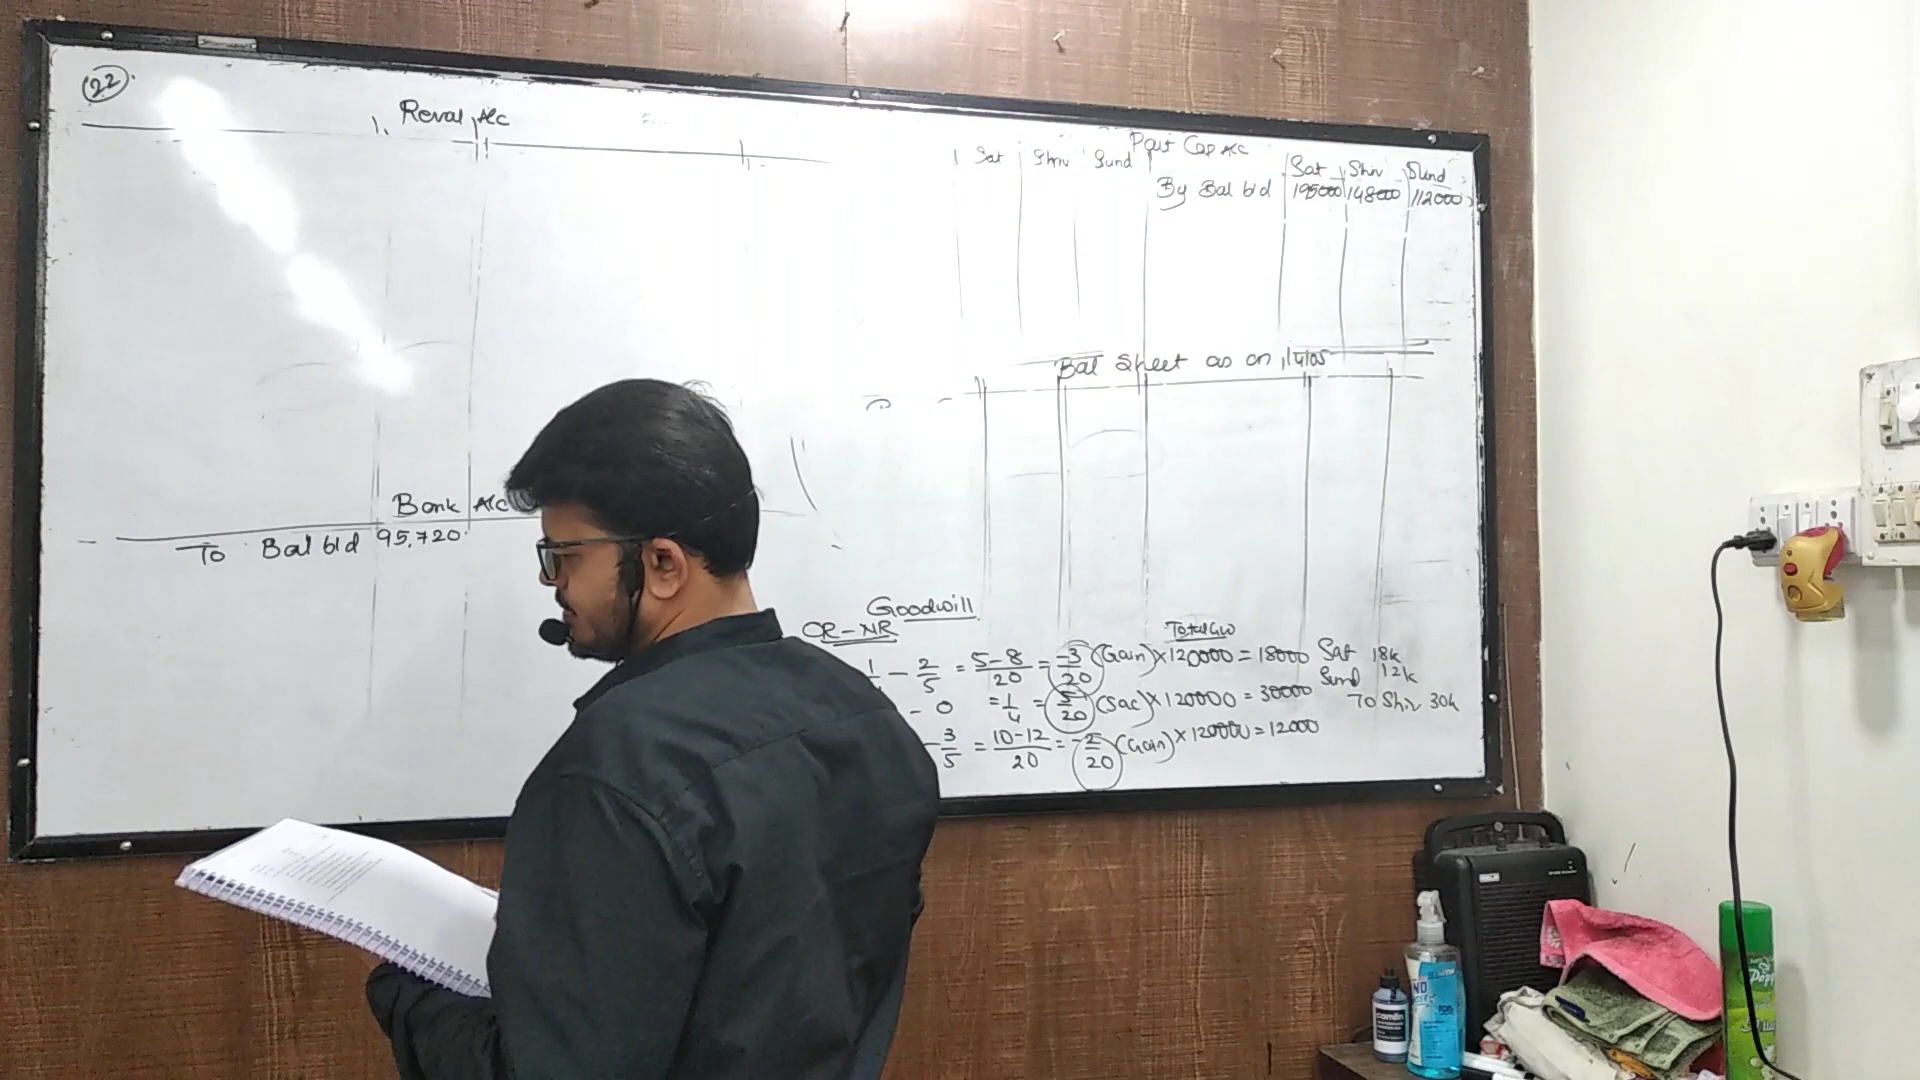 22
Reval A/c
Part Cap A/c
Sat Shiv Sund
Sat Shiv Sund
By Bal b/d 195000 148000 112000
Bal Sheet as on 1/4/05
Bank A/c
To Bal b/d 95,720
Goodwill
OR-NR
Total GW
- 2/5 = 5-8/20 = -3/20 (Gain) × 120000 = 18000
- 0 = 1/4 = 5/20 (Sac) × 120000 = 30000
- 3/5 = 10-12/20 = -2/20 (Gain) × 120000 = 12000
Sat 18k
Sund 12k
To Shiv 30k
camlin